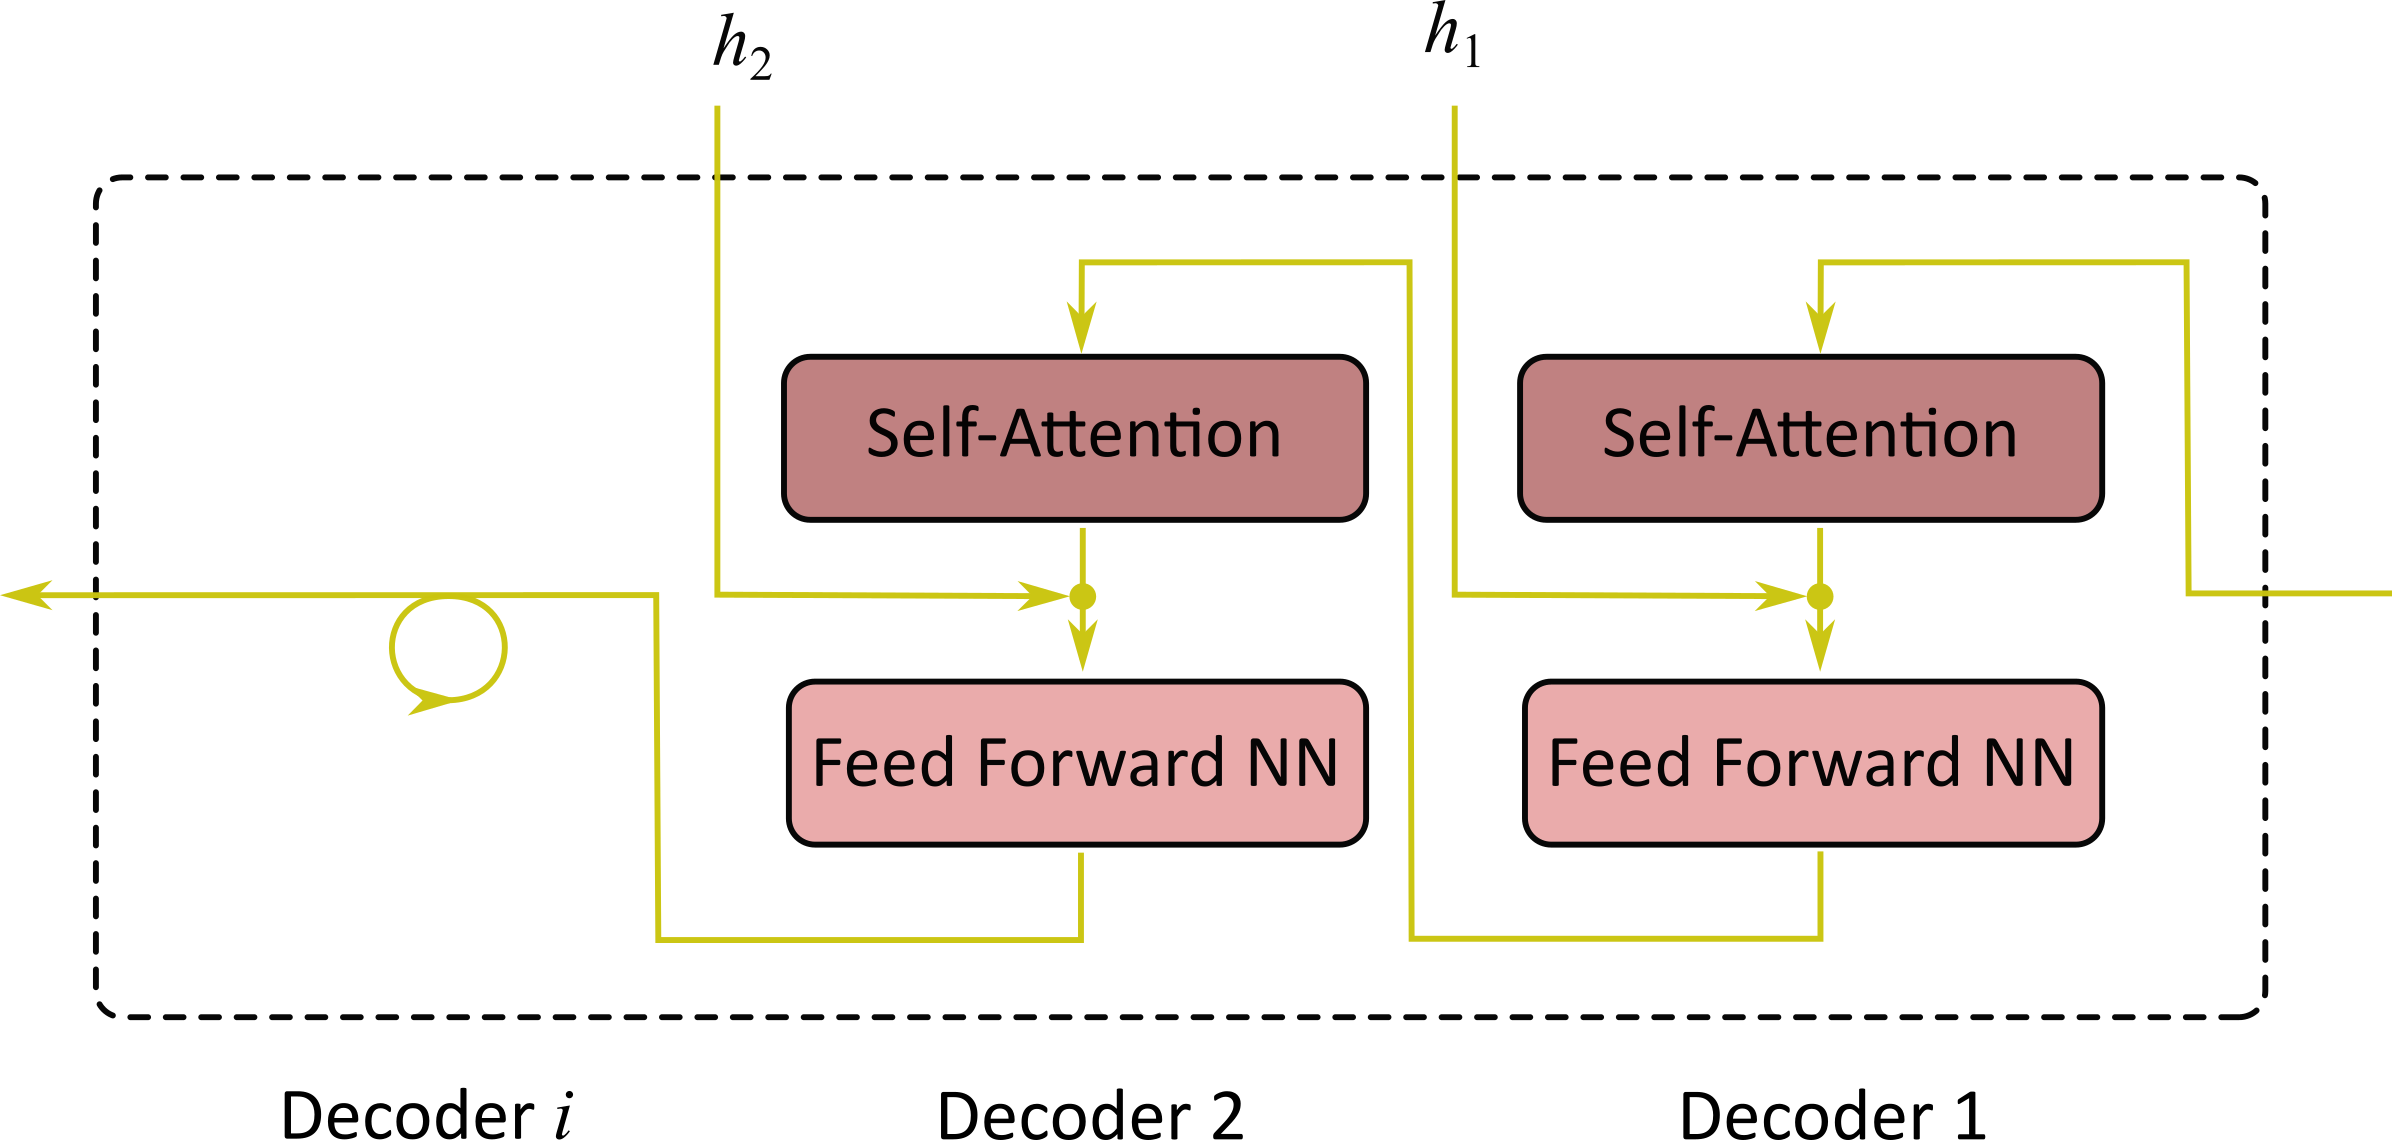 h2
h1
Self-Attention
Self-Attention
Feed Forward NN
Feed Forward NN
Decoder i
Decoder 2
Decoder 1